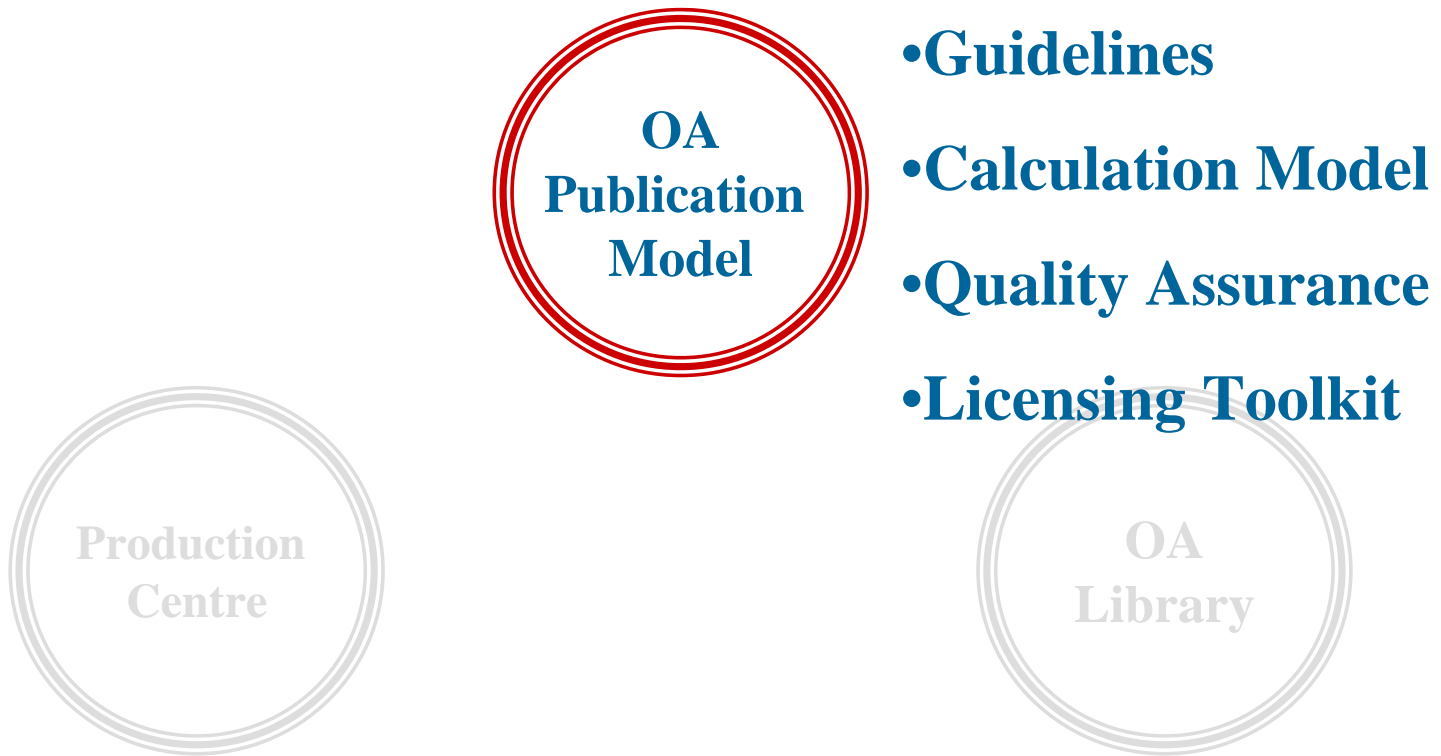 OA
Publication
Model
•Guidelines
•Calculation Model
•Quality Assurance
•Licensing Toolkit
Production
Centre
OA
Library